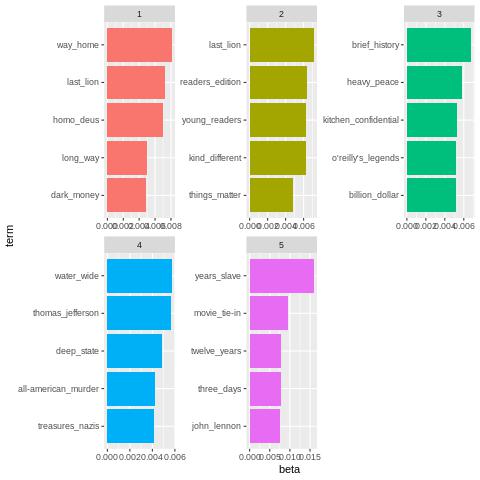 1
way_home
last_lion
homo_deus
long_way
dark_money
0.000 0.002 0.004 0.006 0.008
2
last_lion
readers_edition
young_readers
kind_different
things_matter
0.000 0.002 0.004 0.006
3
brief_history
heavy_peace
kitchen_confidential
o'reilly's_legends
billion_dollar
0.000 0.002 0.004 0.006
term
4
water_wide
thomas_jefferson
deep_state
all-american_murder
treasures_nazis
0.000 0.002 0.004 0.006
5
years_slave
movie_tie-in
twelve_years
three_days
john_lennon
0.000 0.005 0.010 0.015
beta